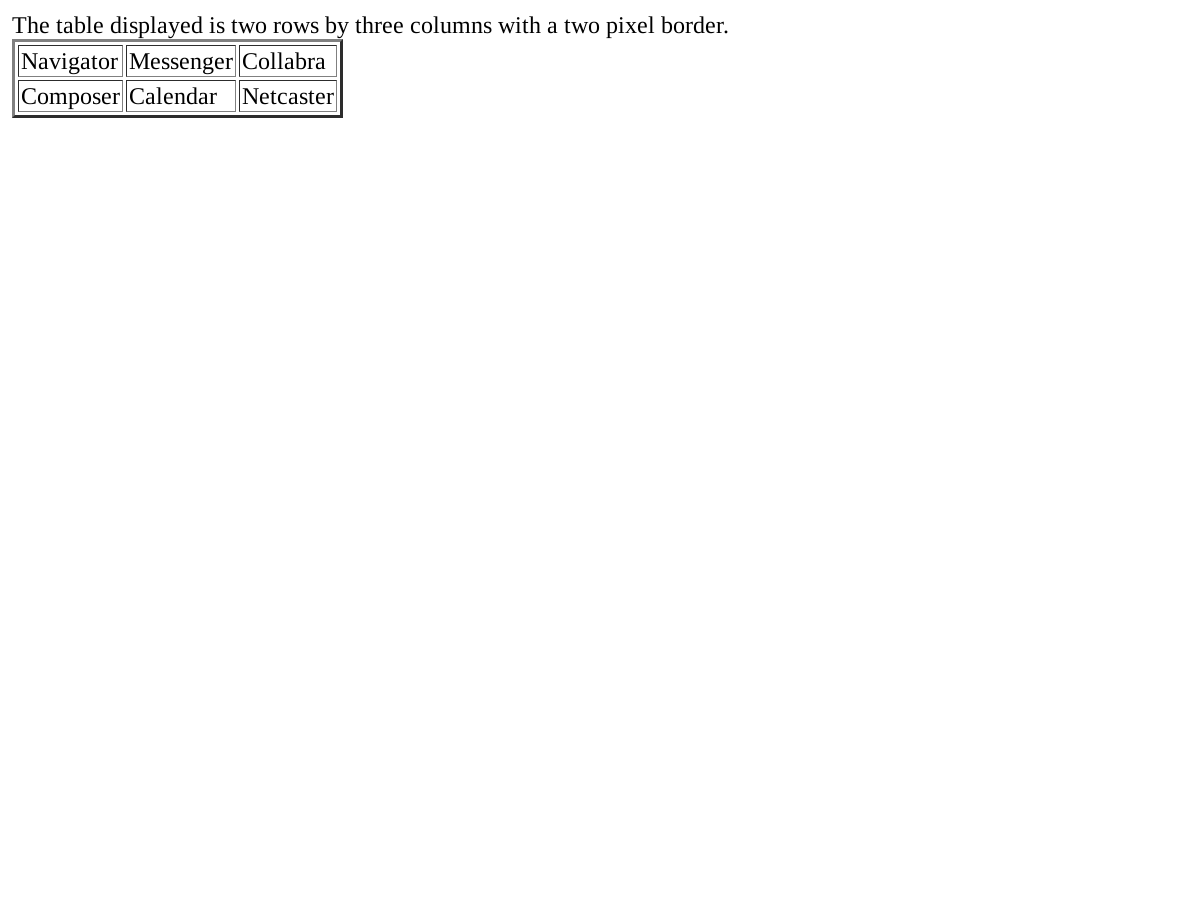 The table displayed is two rows by three columns with a two pixel border.
Navigator Messenger Collabra
Composer Calendar Netcaster